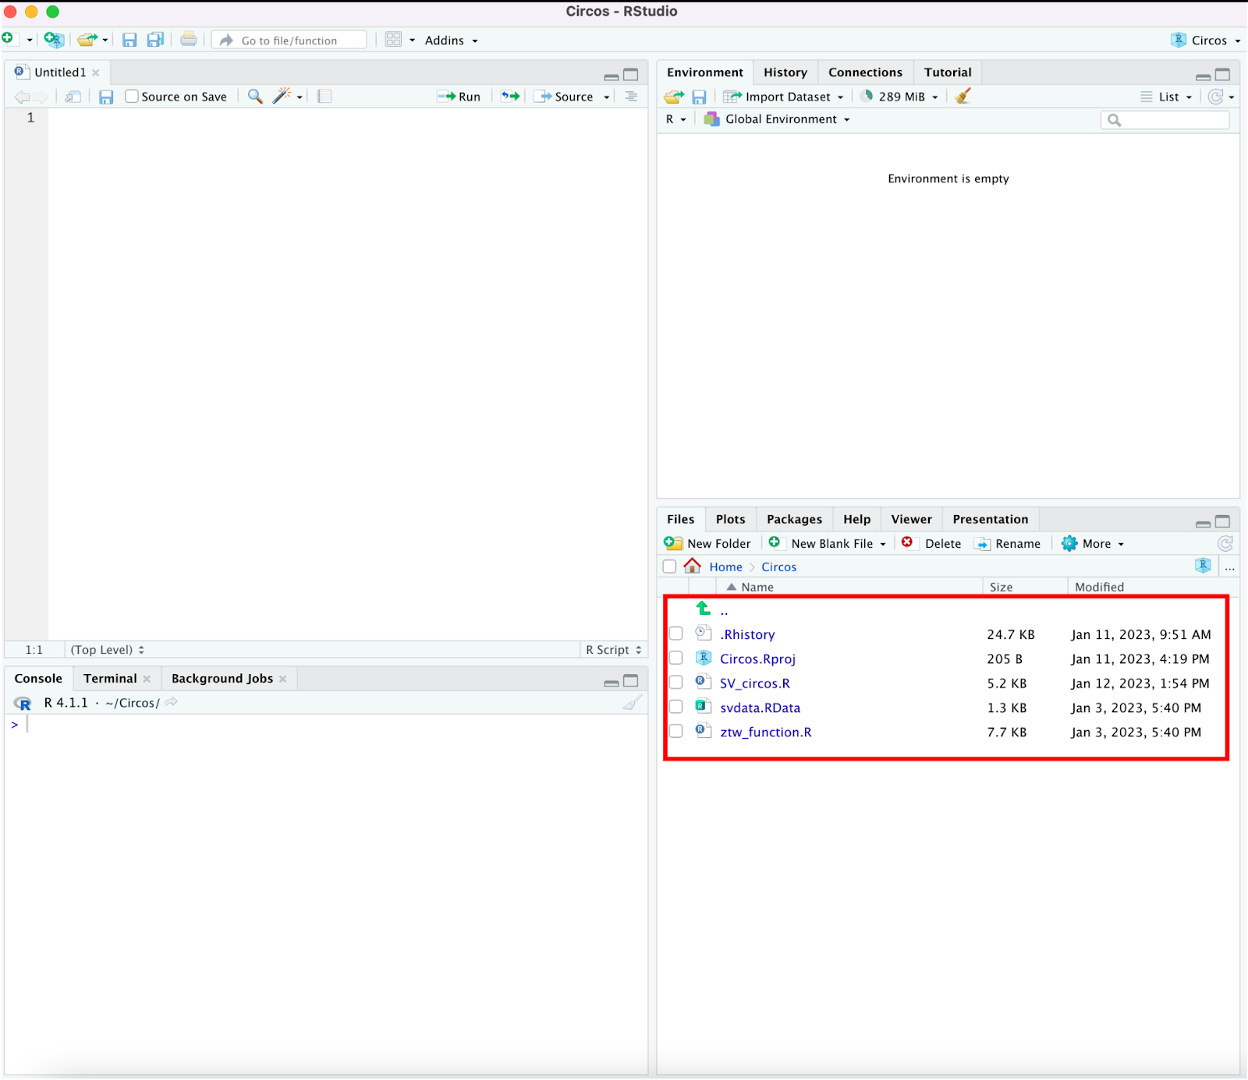 Circos - RStudio
Go to file/function
Addins
Circos
Untitled1
Source on Save
Run
Source
1
1:1
(Top Level)
R Script
Console
Terminal
Background Jobs
R 4.1.1 · ~/Circos/
>
Environment
History
Connections
Tutorial
Import Dataset
289 MiB
List
R
Global Environment
Environment is empty
Files
Plots
Packages
Help
Viewer
Presentation
New Folder
New Blank File
Delete
Rename
More
Home
Circos
...
Name Size Modified
..
.Rhistory 24.7 KB Jan 11, 2023, 9:51 AM
Circos.Rproj 205 B Jan 11, 2023, 4:19 PM
SV_circos.R 5.2 KB Jan 12, 2023, 1:54 PM
svdata.RData 1.3 KB Jan 3, 2023, 5:40 PM
ztw_function.R 7.7 KB Jan 3, 2023, 5:40 PM